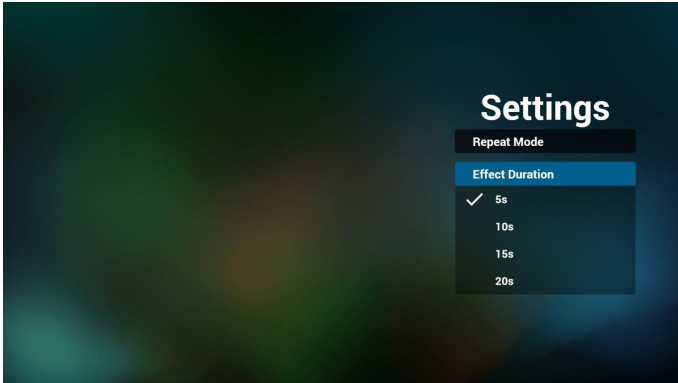 Settings
Repeat Mode
Effect Duration
5s
10s
15s
20s